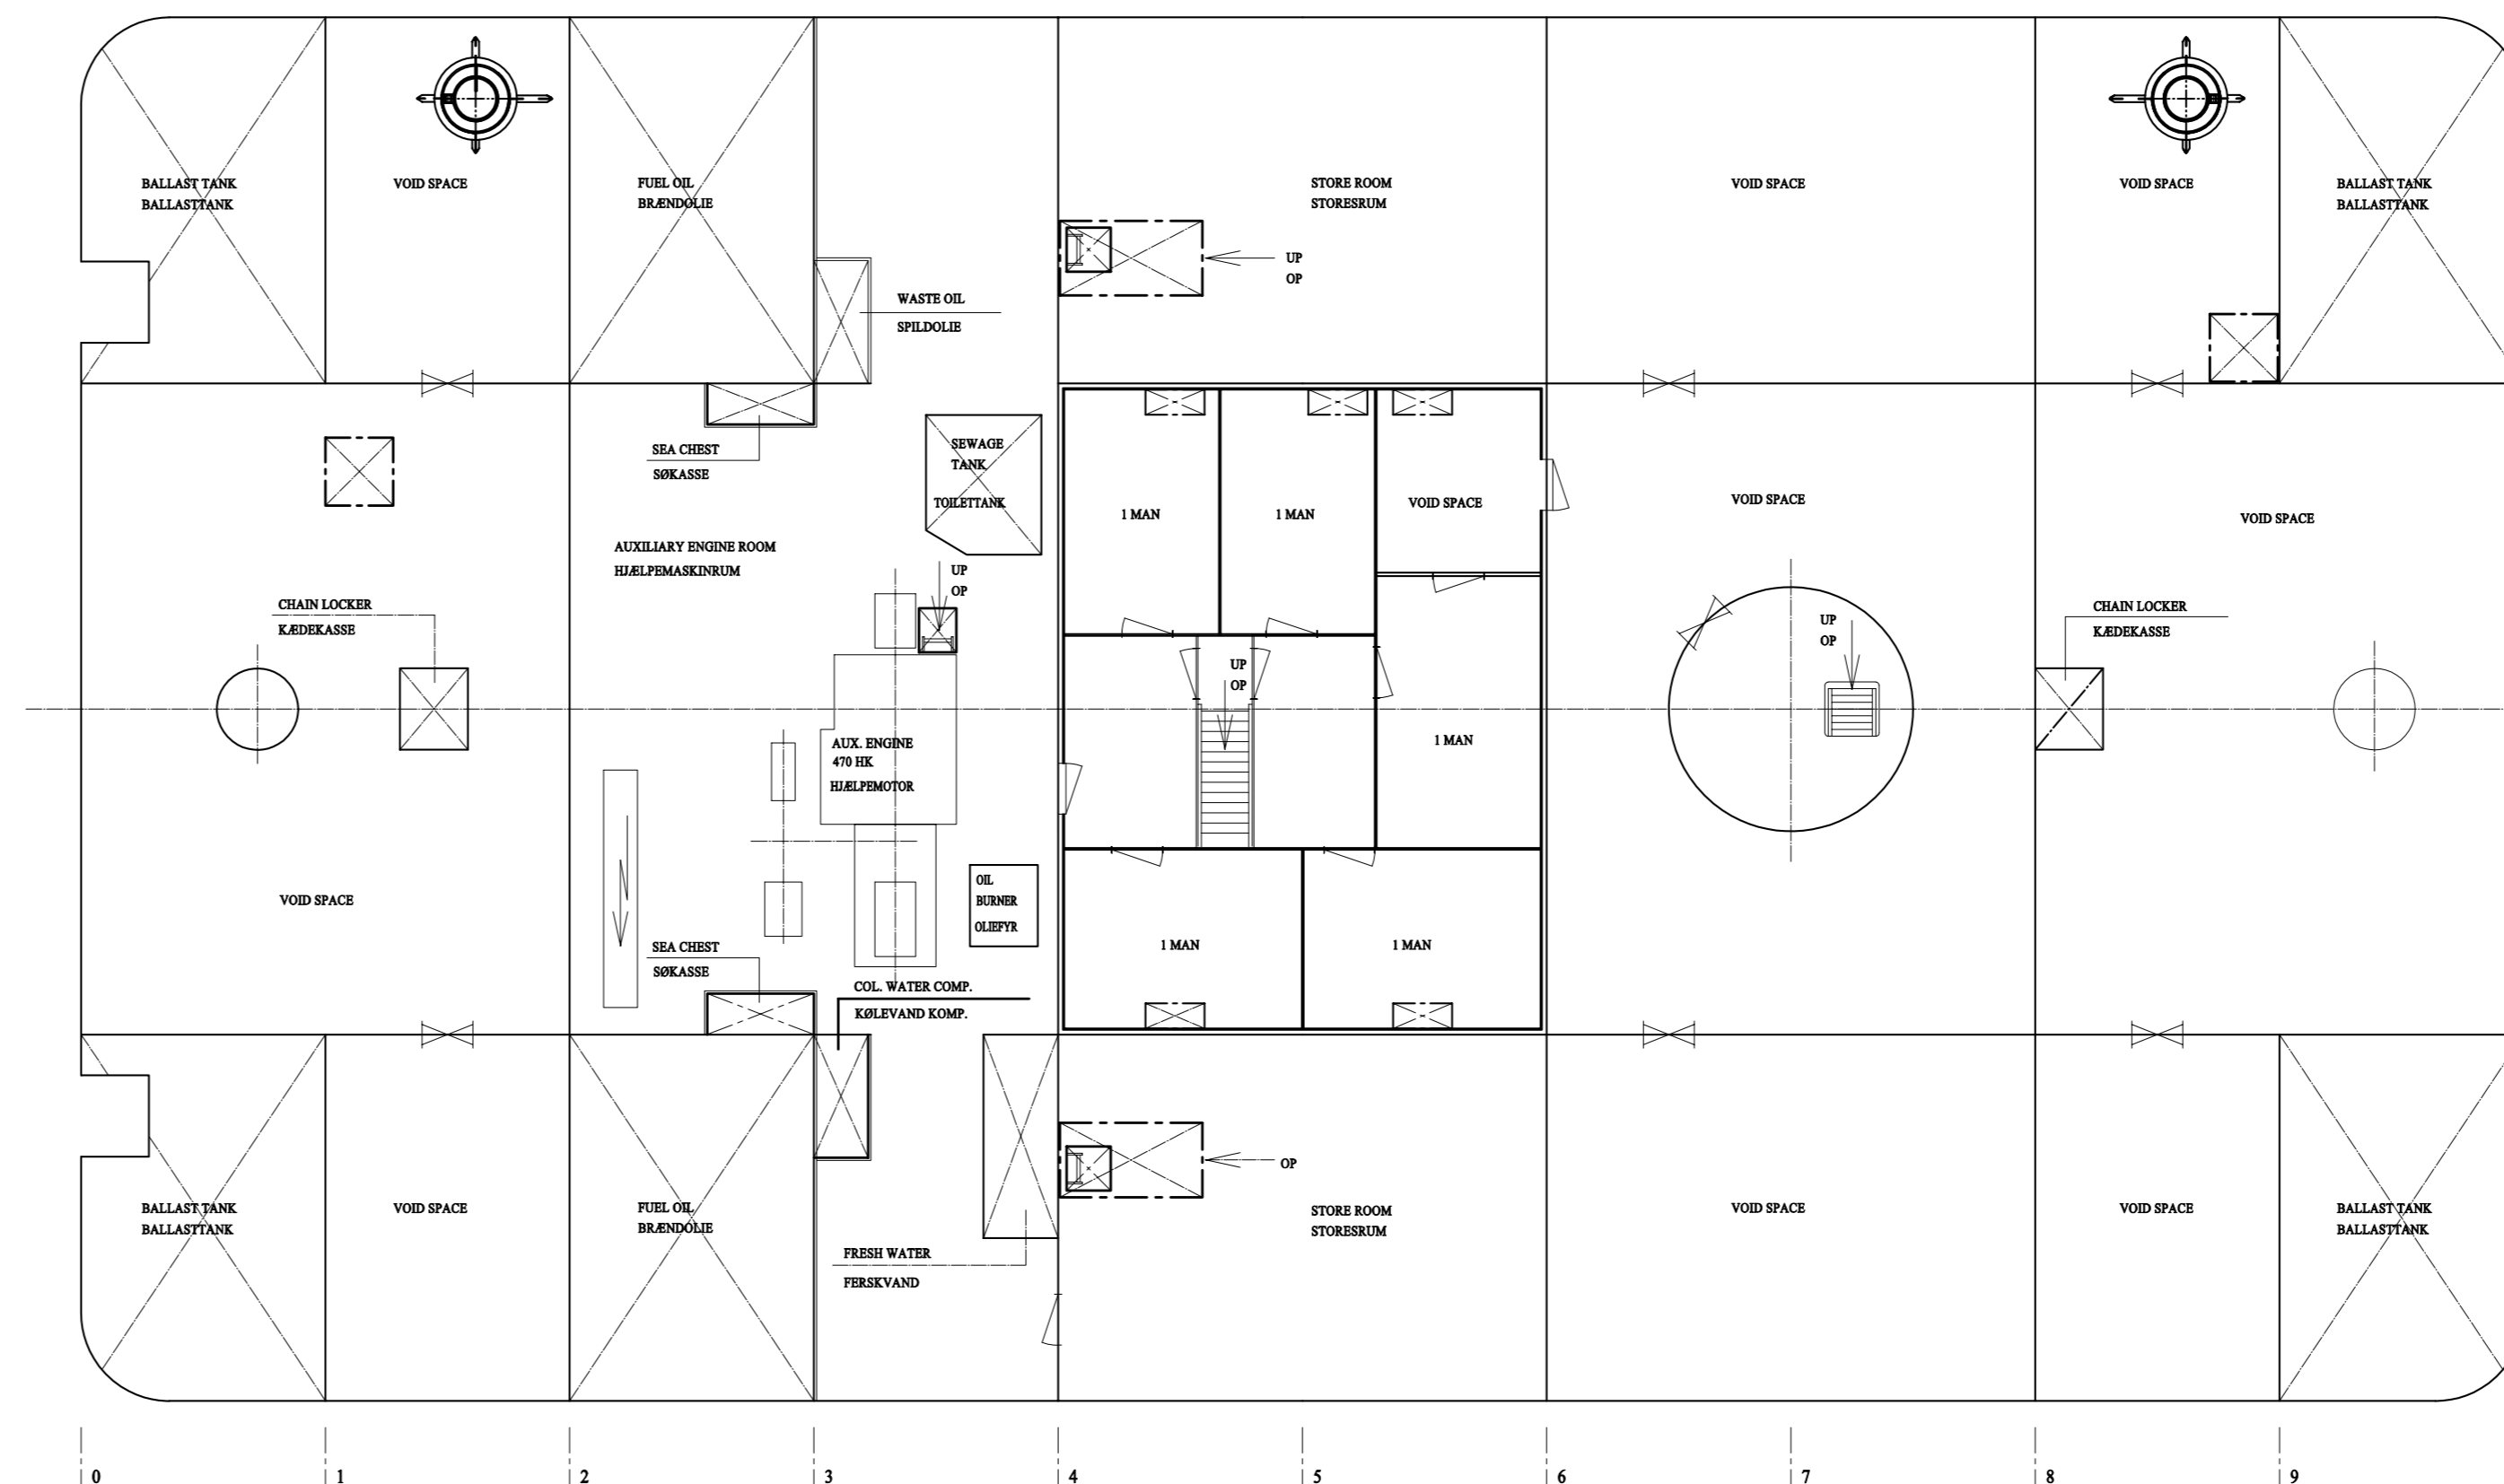 BALLAST TANK
BALLASTTANK
VOID SPACE
FUEL OIL
BRÆNDOLIE
WASTE OIL
SPILDOLIE
STORE ROOM
STORESRUM
UP
OP
VOID SPACE
VOID SPACE
BALLAST TANK
BALLASTTANK
SEA CHEST
SØKASSE
SEWAGE
TANK
TOILETTANK
AUXILIARY ENGINE ROOM
HJÆLPEMASKINRUM
UP
OP
1 MAN
1 MAN
VOID SPACE
VOID SPACE
VOID SPACE
CHAIN LOCKER
KÆDEKASSE
UP
OP
UP
OP
CHAIN LOCKER
KÆDEKASSE
AUX. ENGINE
470 HK
HJÆLPEMOTOR
1 MAN
VOID SPACE
OIL
BURNER
OLIEFYR
SEA CHEST
SØKASSE
1 MAN
1 MAN
COL. WATER COMP.
KØLEVAND KOMP.
OP
BALLAST TANK
BALLASTTANK
VOID SPACE
FUEL OIL
BRÆNDOLIE
FRESH WATER
FERSKVAND
STORE ROOM
STORESRUM
VOID SPACE
VOID SPACE
BALLAST TANK
BALLASTTANK
0 1 2 3 4 5 6 7 8 9